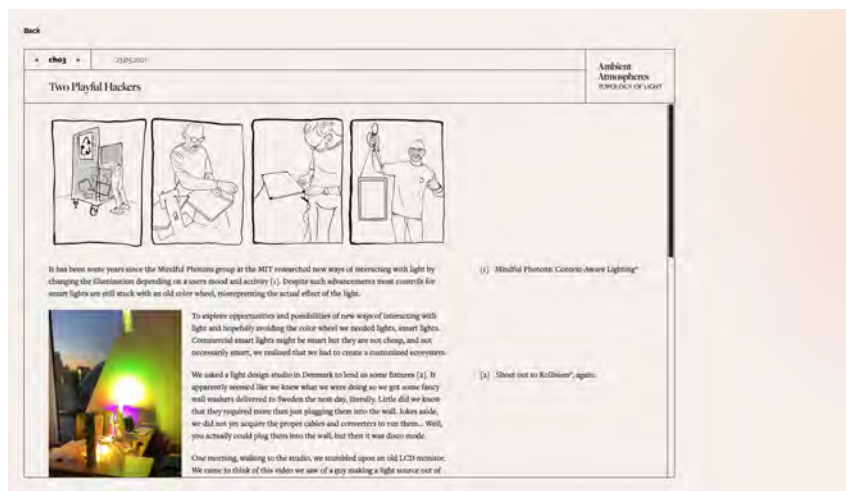 Back
« ch03 »
23.03.2021
Ambient
Atmospheres
TOPOLOGY OF LIGHT
Two Playful Hackers
It has been some years since the Mindful Photons group at the MIT researched new ways of interacting with light by
changing the illumination depending on a users mood and activity [1]. Despite such advancements most controls for
smart lights are still stuck with an old color wheel, misrepresenting the actual effect of the light.
[1] Mindful Photons: Context-Aware Lighting
To explore opportunities and possibilities of new ways of interacting with
light and hopefully avoiding the color wheel we needed lights, smart lights.
Commercial smart lights might be smart but they are not cheap, and not
necessarily smart, we realized that we had to create a customized ecosystem.
We asked a light design studio in Denmark to lend us some fixtures [2]. It
apparently seemed like we knew what we were doing so we got some fancy
wall washers delivered to Sweden the next day, literally. Little did we know
that they required more than just plugging them into the wall. Jokes aside,
we did not yet acquire the proper cables and converters to run them... Well,
you actually could plug them into the wall, but then it was disco mode.
[2] Shout out to Kollision, again.
One morning, walking to the studio, we stumbled upon an old LCD monitor.
We came to think of this video we saw of a guy making a light source out of